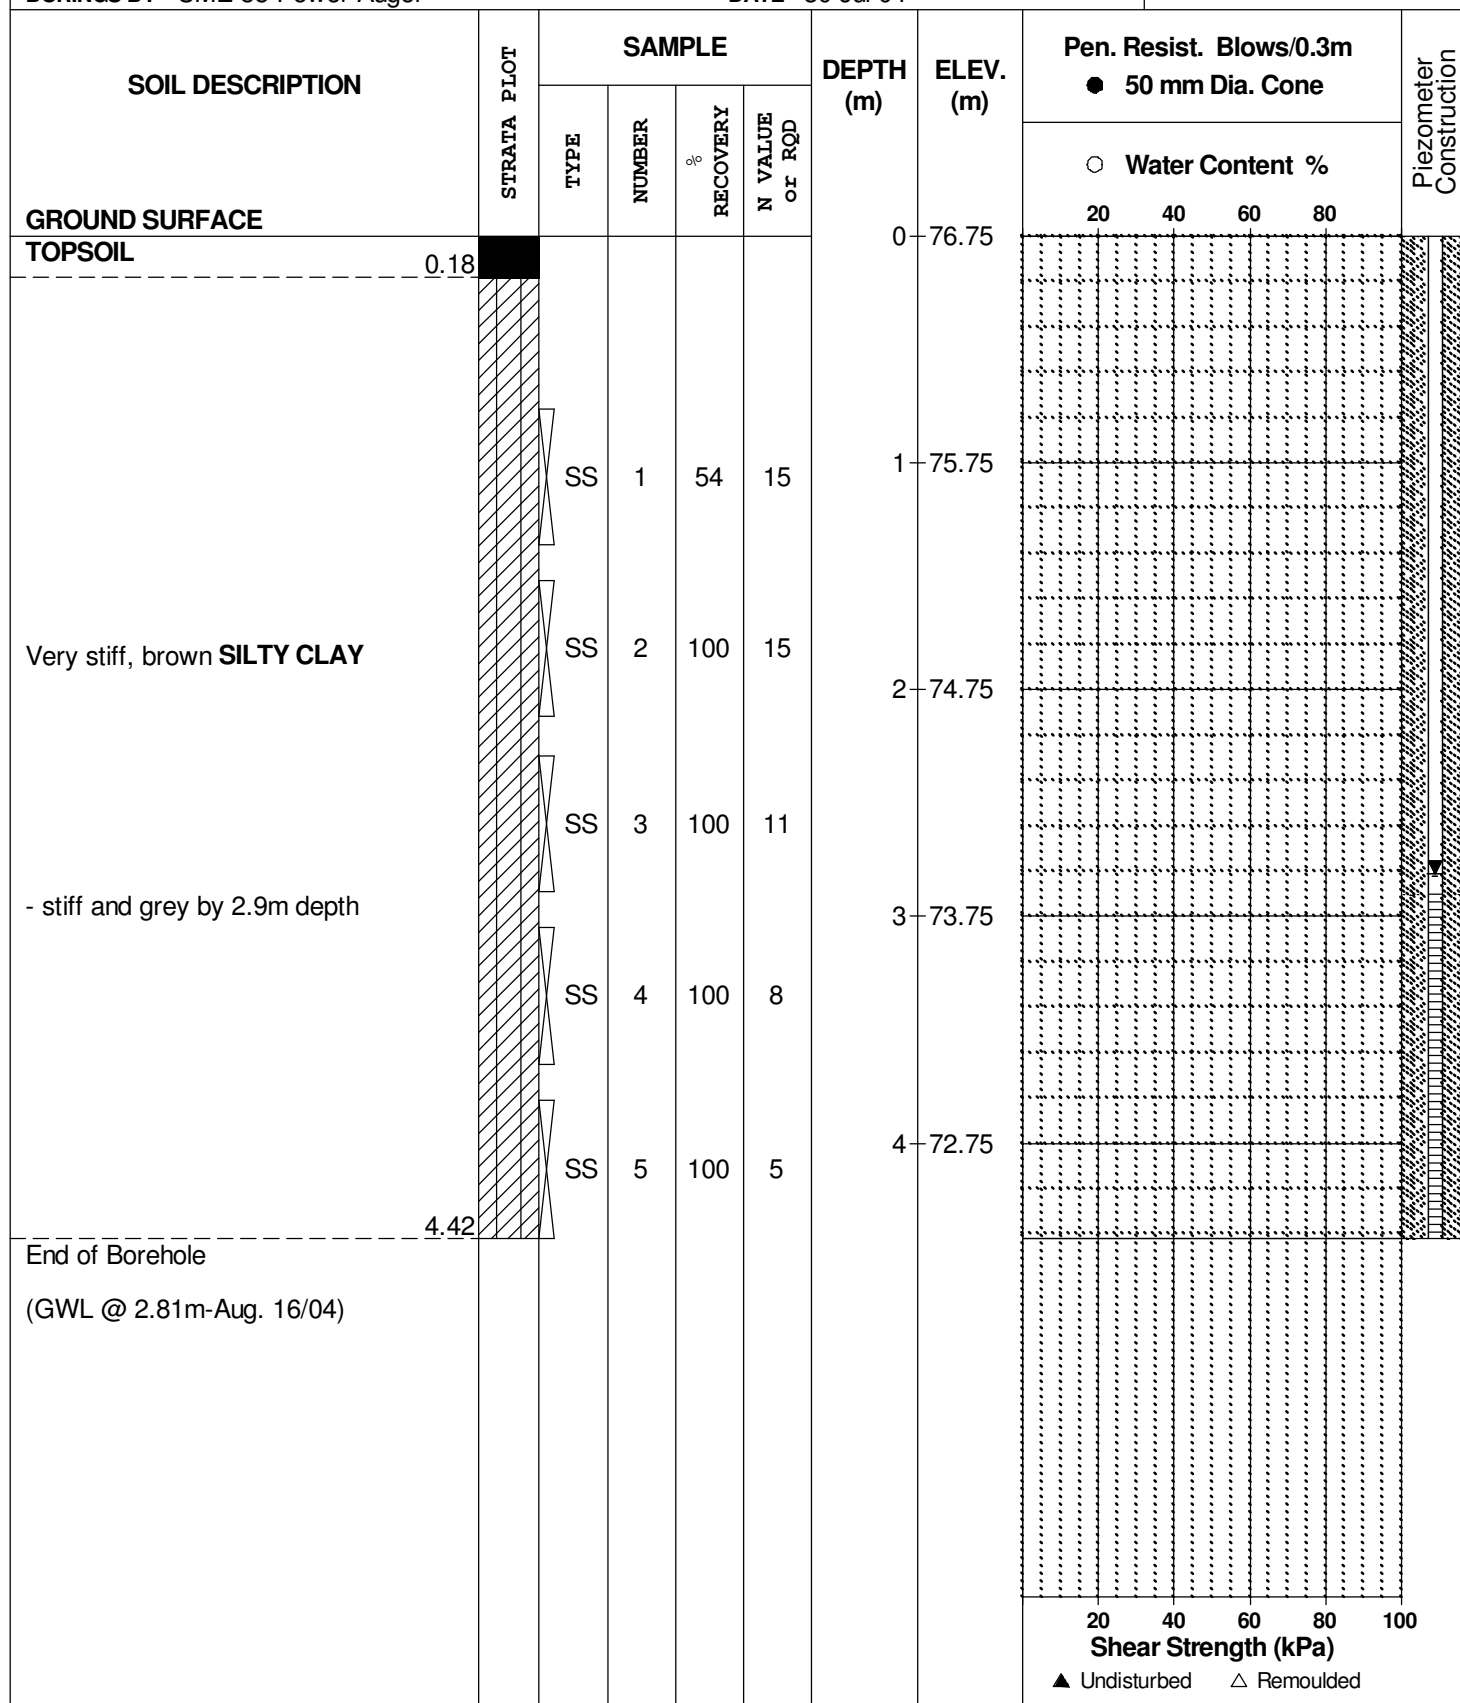 SOIL DESCRIPTION
STRATA PLOT
SAMPLE
TYPE
NUMBER
% RECOVERY
N VALUE
or RQD
DEPTH
(m)
ELEV.
(m)
Pen. Resist. Blows/0.3m
● 50 mm Dia. Cone
○ Water Content %
Piezometer
Construction
20 40 60 80
GROUND SURFACE
0 76.75
TOPSOIL
0.18
1 75.75
SS 1 54 15
Very stiff, brown SILTY CLAY
SS 2 100 15
2 74.75
SS 3 100 11
- stiff and grey by 2.9m depth
3 73.75
SS 4 100 8
4 72.75
SS 5 100 5
4.42
End of Borehole
(GWL @ 2.81m-Aug. 16/04)
20 40 60 80 100
Shear Strength (kPa)
▲ Undisturbed △ Remoulded